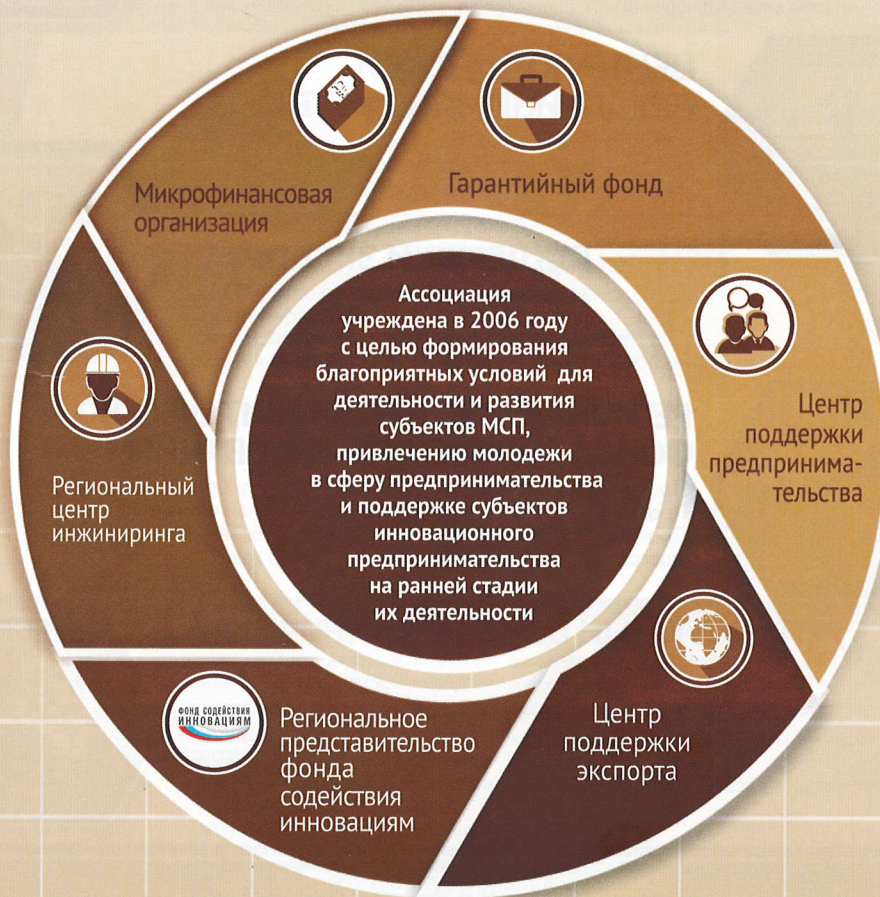 Микрофинансовая
организация
Гарантийный фонд
Центр
поддержки
предпринима-
тельства
Центр
поддержки
экспорта
ФОНД СОДЕЙСТВИЯ
ИННОВАЦИЯМ
Региональное
представительство
фонда
содействия
инновациям
Региональный
центр
инжиниринга
Ассоциация
учреждена в 2006 году
с целью формирования
благоприятных условий для
деятельности и развития
субъектов МСП,
привлечению молодежи
в сферу предпринимательства
и поддержке субъектов
инновационного
предпринимательства
на ранней стадии
их деятельности